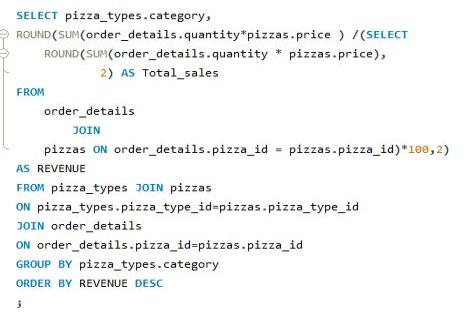 SELECT pizza_types.category,
ROUND(SUM(order_details.quantity*pizzas.price ) /(SELECT
ROUND(SUM(order_details.quantity * pizzas.price),
2) AS Total_sales
FROM
order_details
JOIN
pizzas ON order_details.pizza_id = pizzas.pizza_id)*100,2)
AS REVENUE
FROM pizza_types JOIN pizzas
ON pizza_types.pizza_type_id=pizzas.pizza_type_id
JOIN order_details
ON order_details.pizza_id=pizzas.pizza_id
GROUP BY pizza_types.category
ORDER BY REVENUE DESC
;